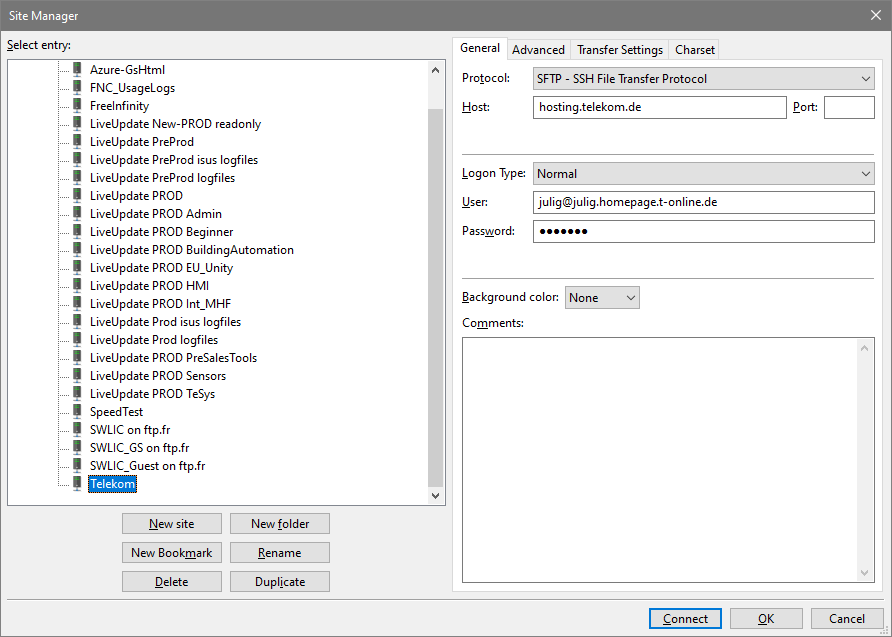 Site Manager
Select entry:
Azure-GsHtml
FNC_UsageLogs
FreeInfinity
LiveUpdate New-PROD readonly
LiveUpdate PreProd
LiveUpdate PreProd isus logfiles
LiveUpdate PreProd logfiles
LiveUpdate PROD
LiveUpdate PROD Admin
LiveUpdate PROD Beginner
LiveUpdate PROD BuildingAutomation
LiveUpdate PROD EU_Unity
LiveUpdate PROD HMI
LiveUpdate PROD Int_MHF
LiveUpdate Prod isus logfiles
LiveUpdate Prod logfiles
LiveUpdate PROD PreSalesTools
LiveUpdate PROD Sensors
LiveUpdate PROD TeSys
SpeedTest
SWLIC on ftp.fr
SWLIC_GS on ftp.fr
SWLIC_Guest on ftp.fr
Telekom
New site New folder
New Bookmark Rename
Delete Duplicate
General Advanced Transfer Settings Charset
Protocol: SFTP - SSH File Transfer Protocol
Host: hosting.telekom.de Port:
Logon Type: Normal
User: julig@julig.homepage.t-online.de
Password: ●●●●●●●
Background color: None
Comments:
Connect OK Cancel